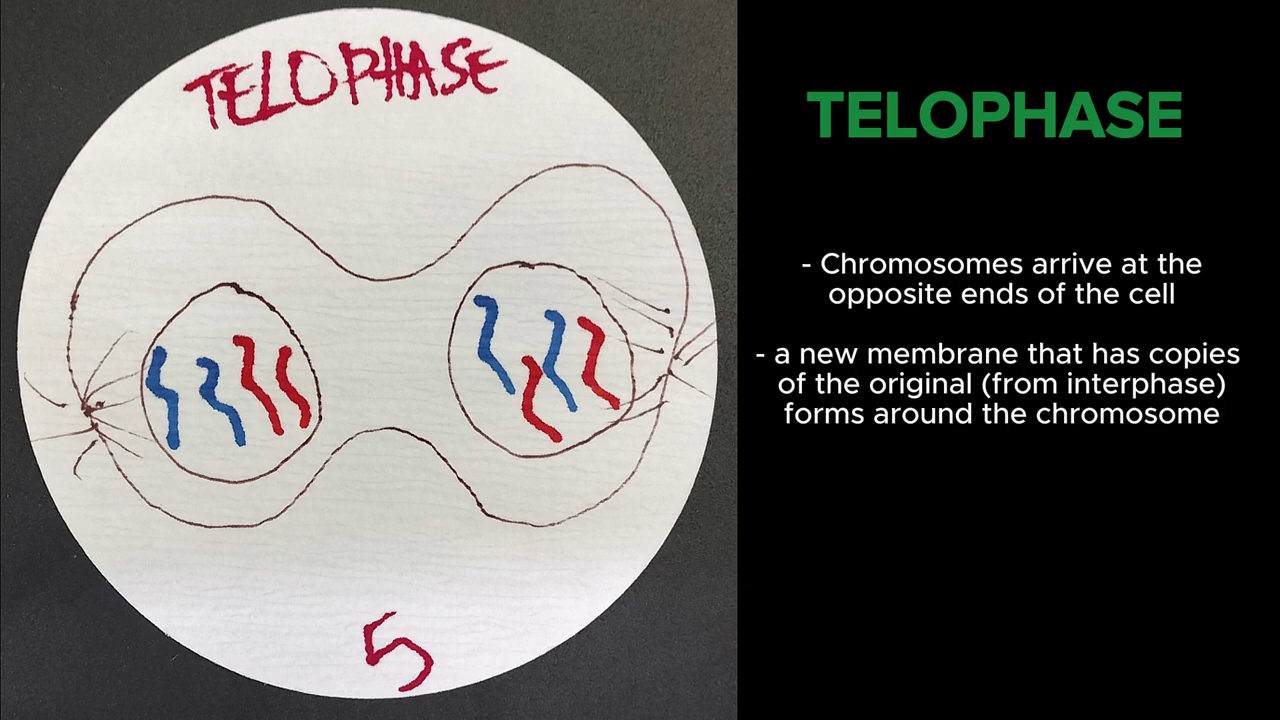 TELOPHASE
5
TELOPHASE
- Chromosomes arrive at the
opposite ends of the cell
- a new membrane that has copies
of the original (from interphase)
forms around the chromosome